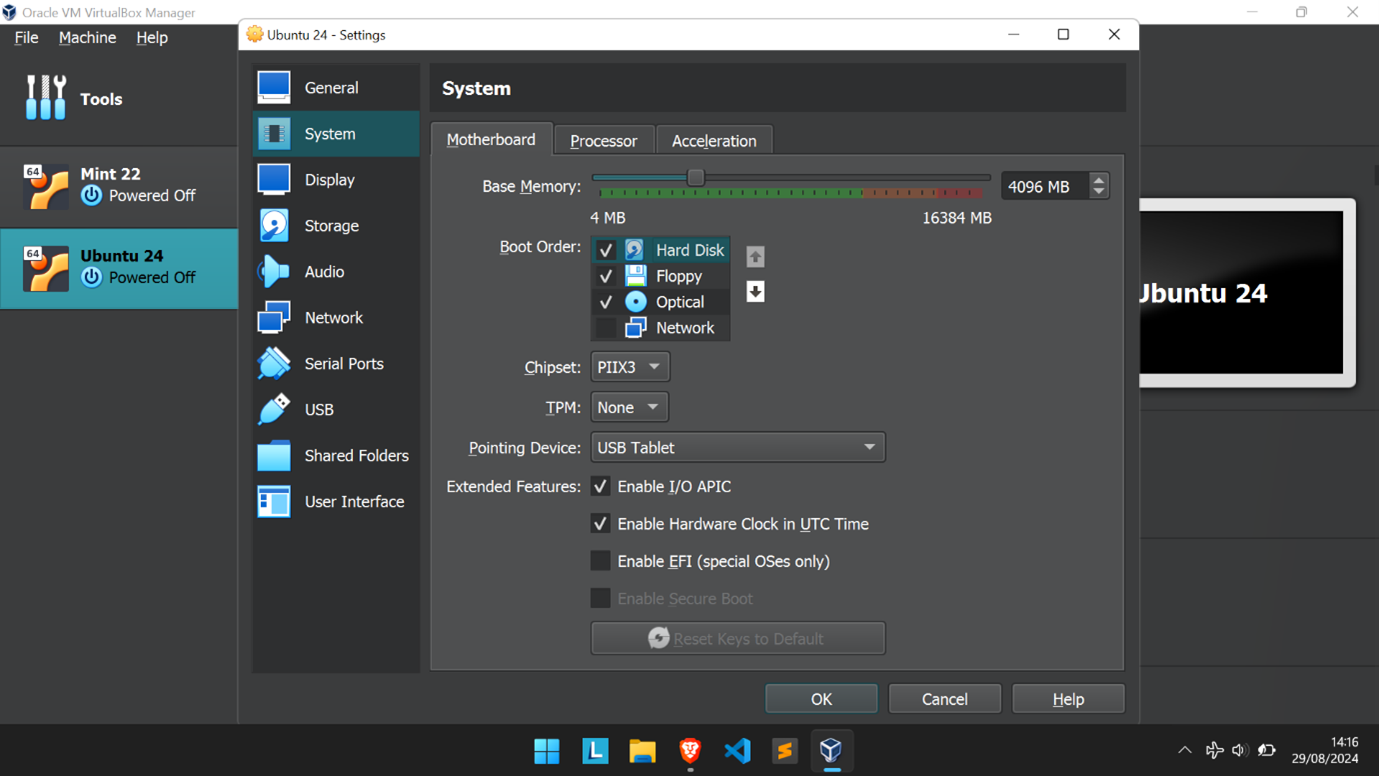 Oracle VM VirtualBox Manager
File Machine Help
Tools
64 Mint 22
Powered Off
64 Ubuntu 24
Powered Off
Ubuntu 24 - Settings
General
System
Display
Storage
Audio
Network
Serial Ports
USB
Shared Folders
User Interface
System
Motherboard Processor Acceleration
Base Memory: 4096 MB
4 MB 16384 MB
Boot Order: Hard Disk
Floppy
Optical
Network
Chipset: PIIX3
TPM: None
Pointing Device: USB Tablet
Extended Features: Enable I/O APIC
Enable Hardware Clock in UTC Time
Enable EFI (special OSes only)
Enable Secure Boot
Reset Keys to Default
OK Cancel Help
Ubuntu 24
L
14:16
29/08/2024